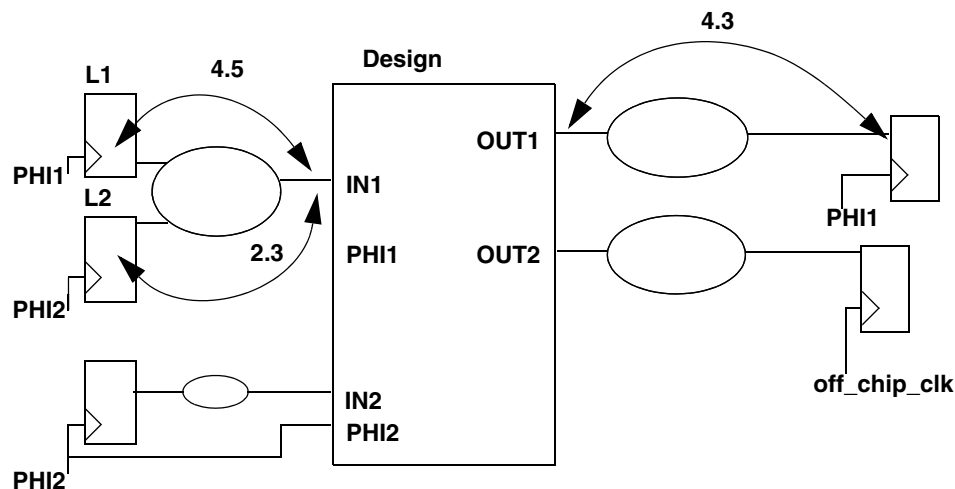 4.3
Design
4.5
L1
OUT1
PHI1
IN1
L2
PHI1
2.3
PHI1
OUT2
PHI2
off_chip_clk
IN2
PHI2
PHI2